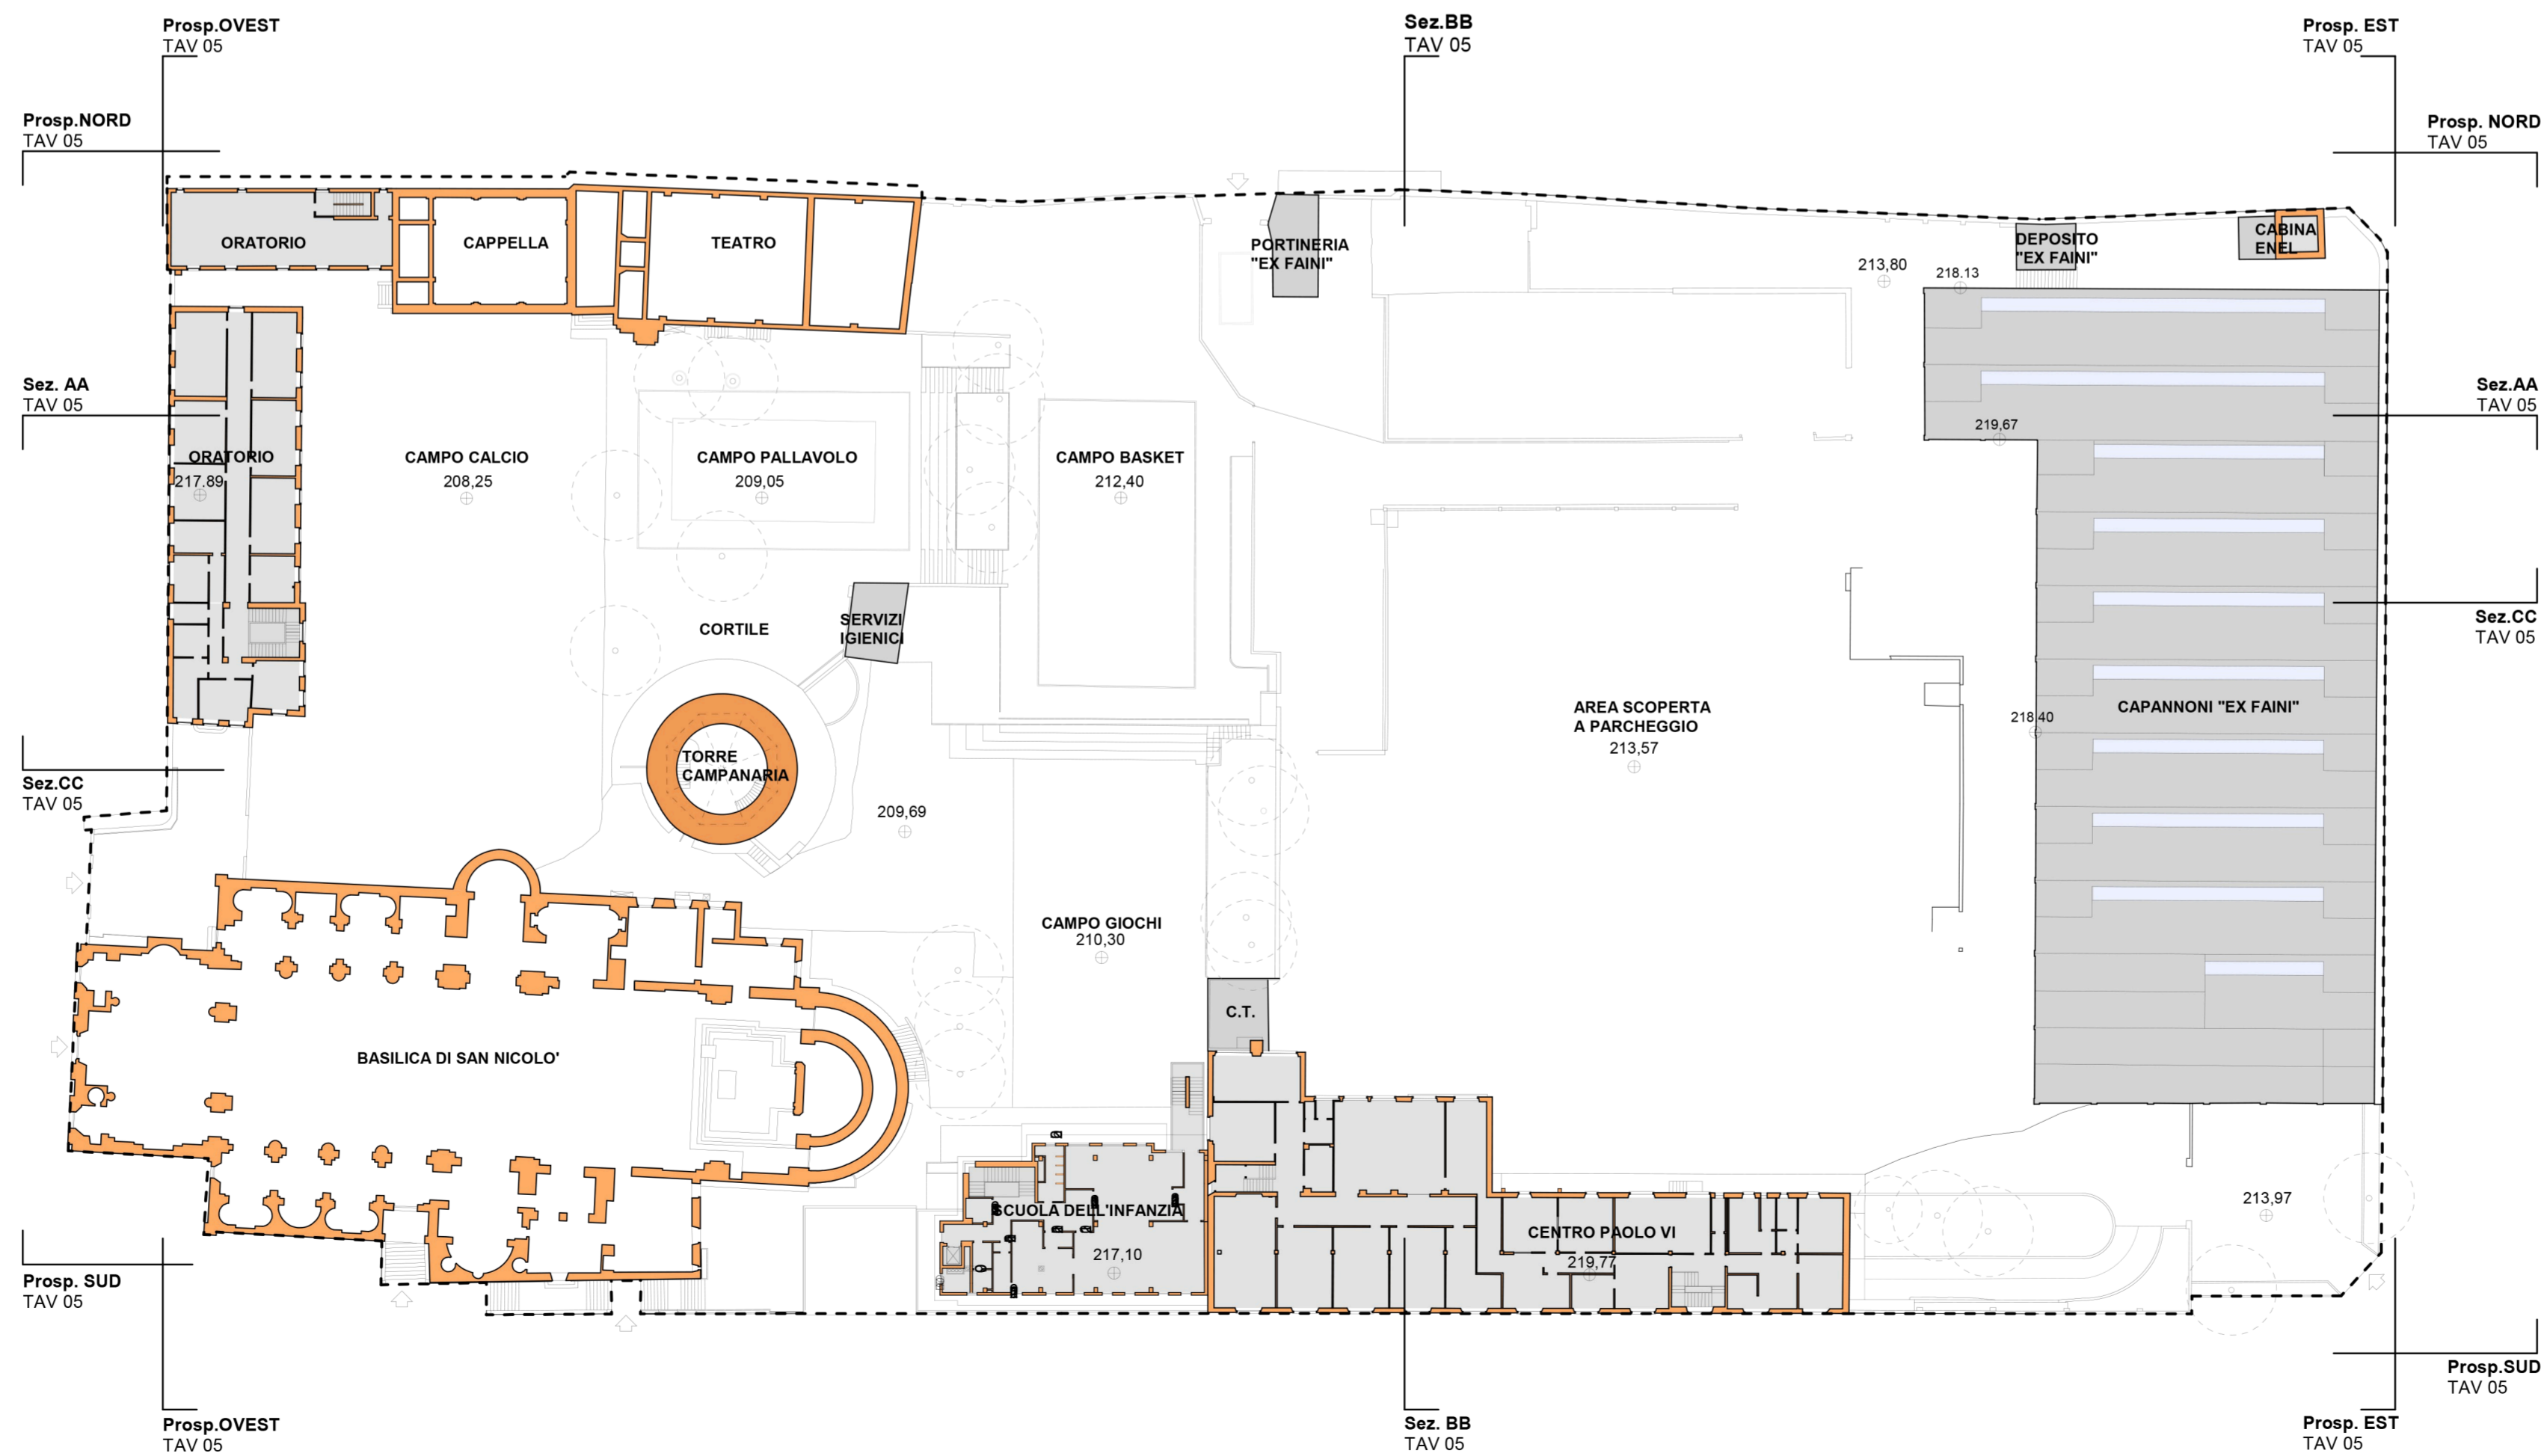 Prosp.OVEST
TAV 05
Sez.BB
TAV 05
Prosp. EST
TAV 05
Prosp.NORD
TAV 05
Prosp. NORD
TAV 05
ORATORIO
CAPPELLA
TEATRO
PORTINERIA
"EX FAINI"
213,80
218.13
DEPOSITO
"EX FAINI"
CABINA
ENEL
Sez. AA
TAV 05
Sez.AA
TAV 05
219,67
ORATORIO
217.89
CAMPO CALCIO
208,25
CAMPO PALLAVOLO
209,05
CAMPO BASKET
212,40
CORTILE
SERVIZI
IGIENICI
Sez.CC
TAV 05
AREA SCOPERTA
A PARCHEGGIO
213,57
218,40
CAPANNONI "EX FAINI"
TORRE
CAMPANARIA
Sez.CC
TAV 05
209,69
CAMPO GIOCHI
210,30
C.T.
BASILICA DI SAN NICOLO'
SCUOLA DELL'INFANZIA
217,10
CENTRO PAOLO VI
219,77
213,97
Prosp. SUD
TAV 05
Prosp.SUD
TAV 05
Prosp.OVEST
TAV 05
Sez. BB
TAV 05
Prosp. EST
TAV 05